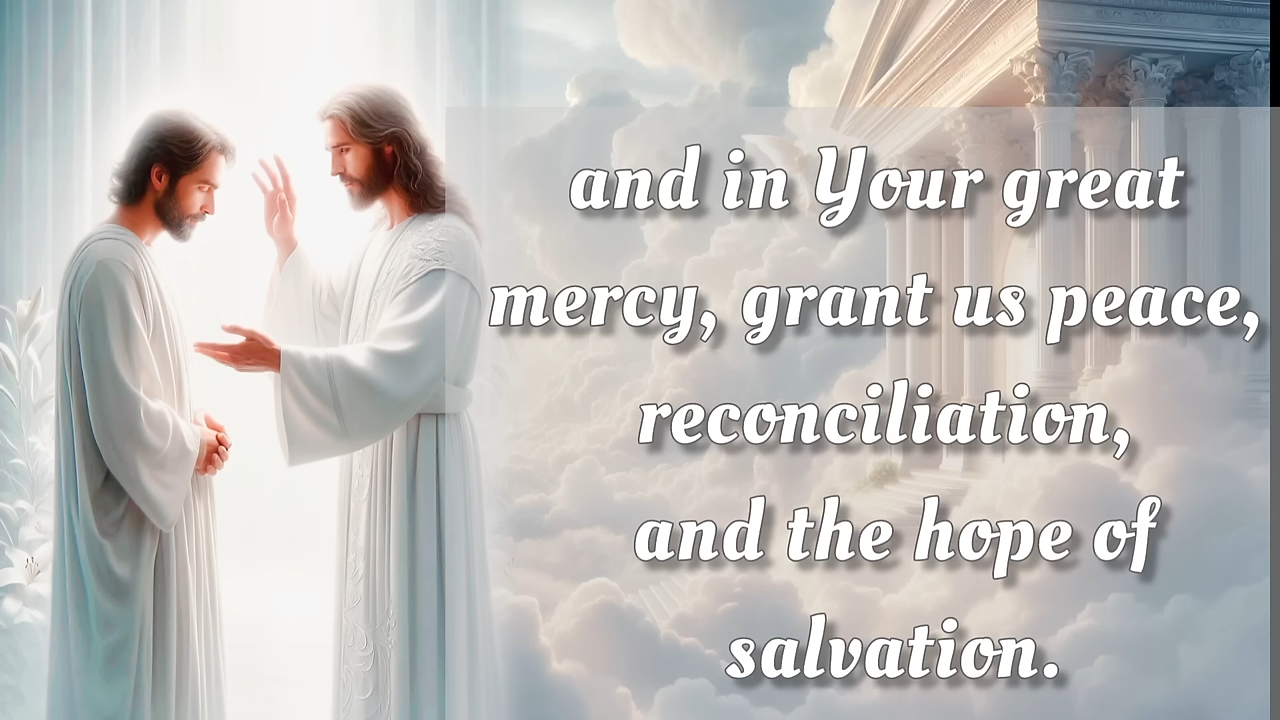 and in Your great
mercy, grant us peace,
reconciliation,
and the hope of
salvation.